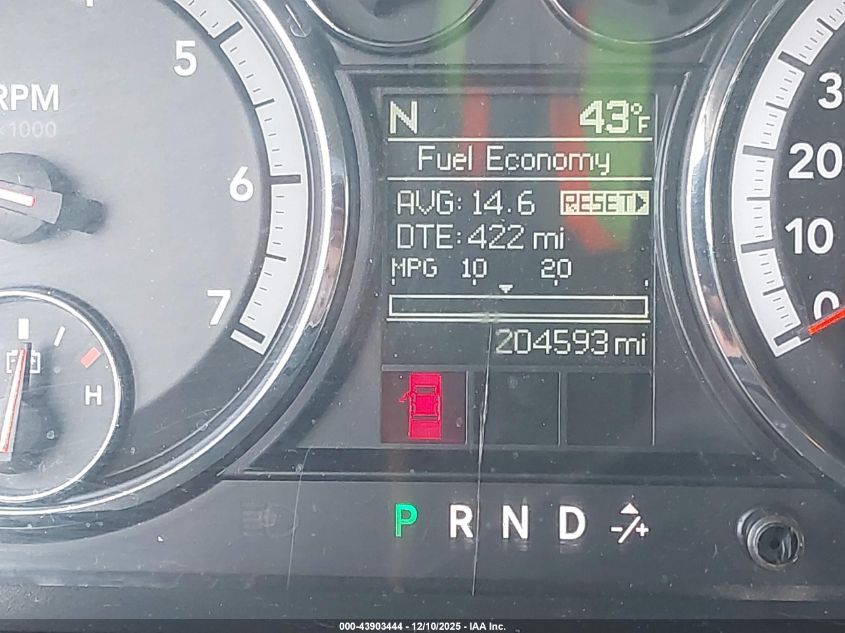 5
RPM
x1000
6
7
H
N 43°F
Fuel Economy
AVG: 14.6 RESET
DTE: 422 mi
MPG 10 20
204593 mi
20
10
0
P R N D -/+
000-43903444 - 12/10/2025 - IAA Inc.